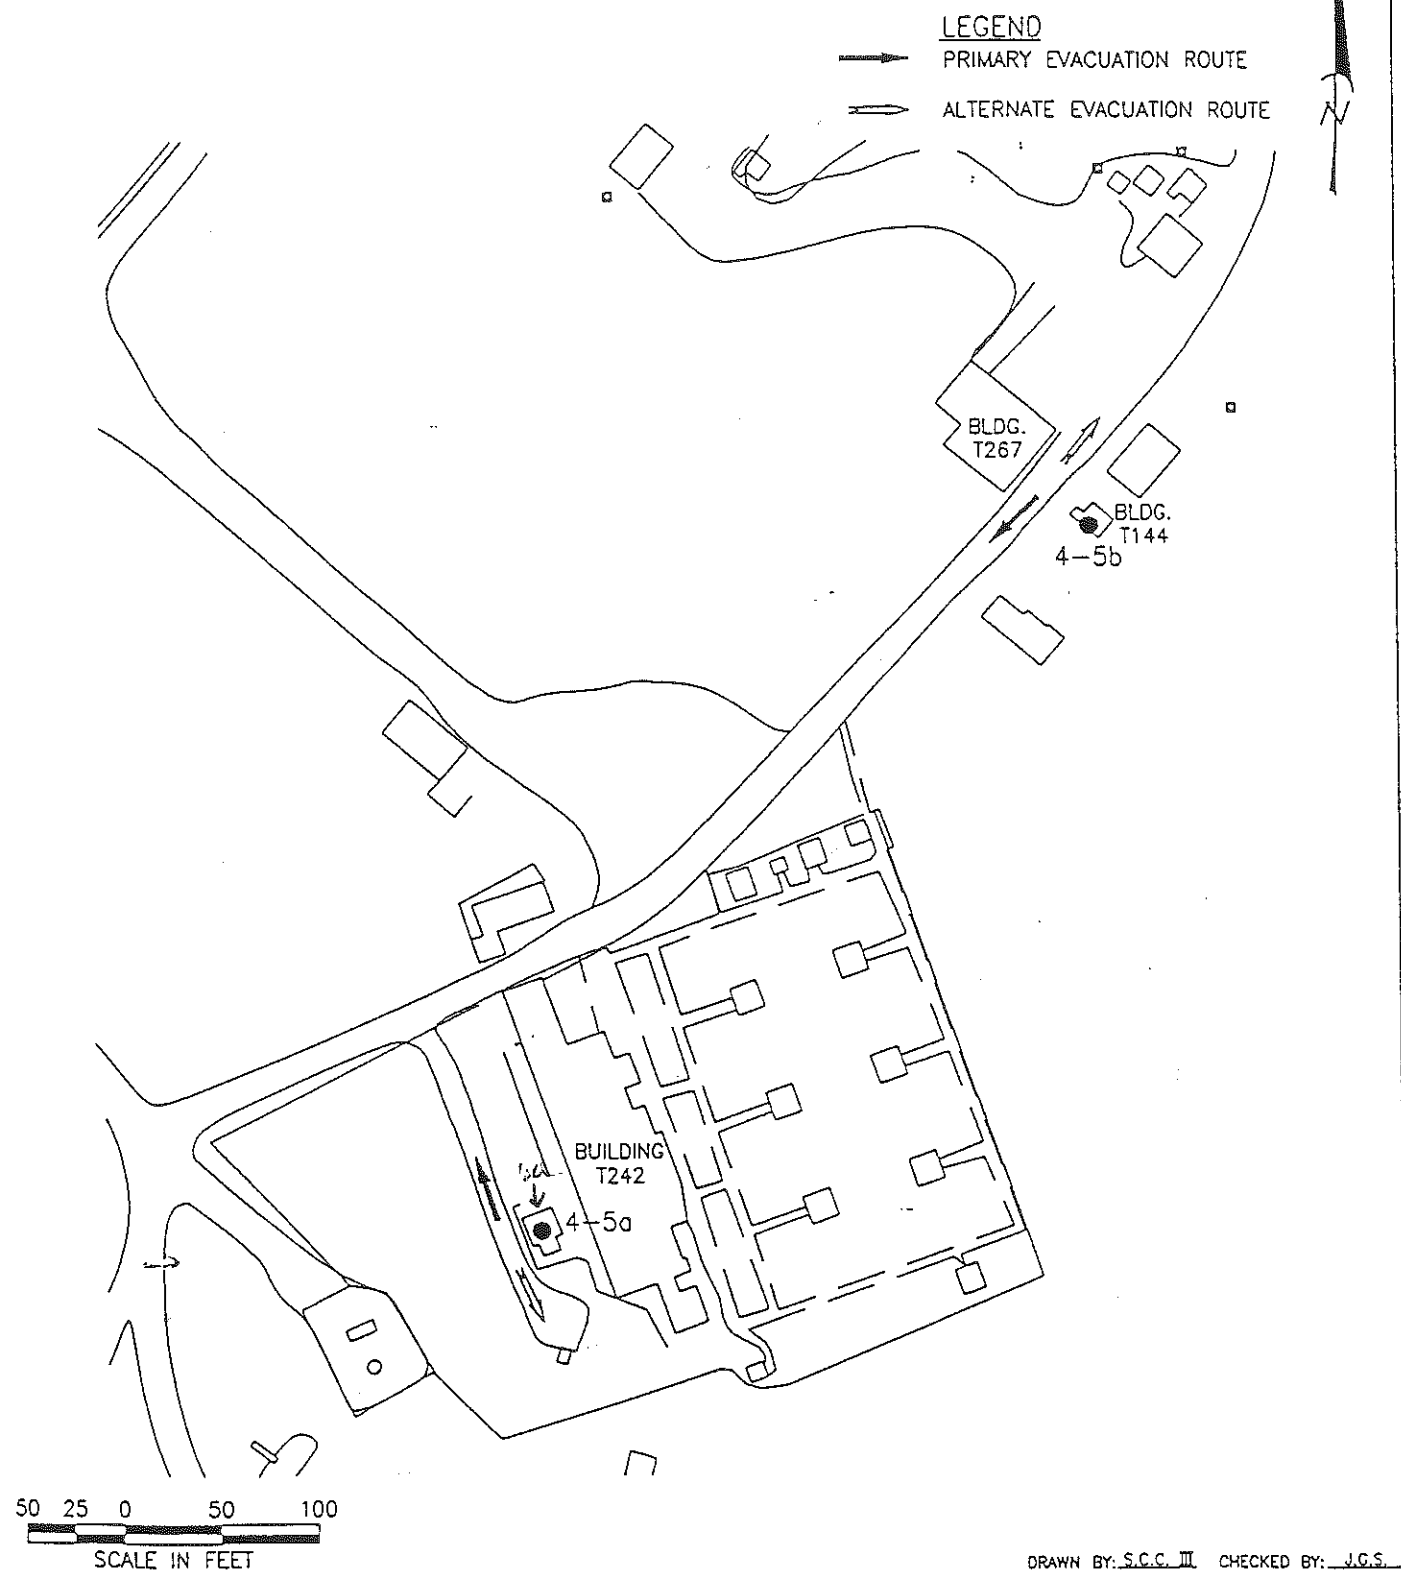 LEGEND
PRIMARY EVACUATION ROUTE
ALTERNATE EVACUATION ROUTE
N
BLDG.
T267
BLDG.
T144
4-5b
BUILDING
T242
4-5a
50 25 0 50 100
SCALE IN FEET
DRAWN BY: S.C.C. III CHECKED BY: J.G.S.